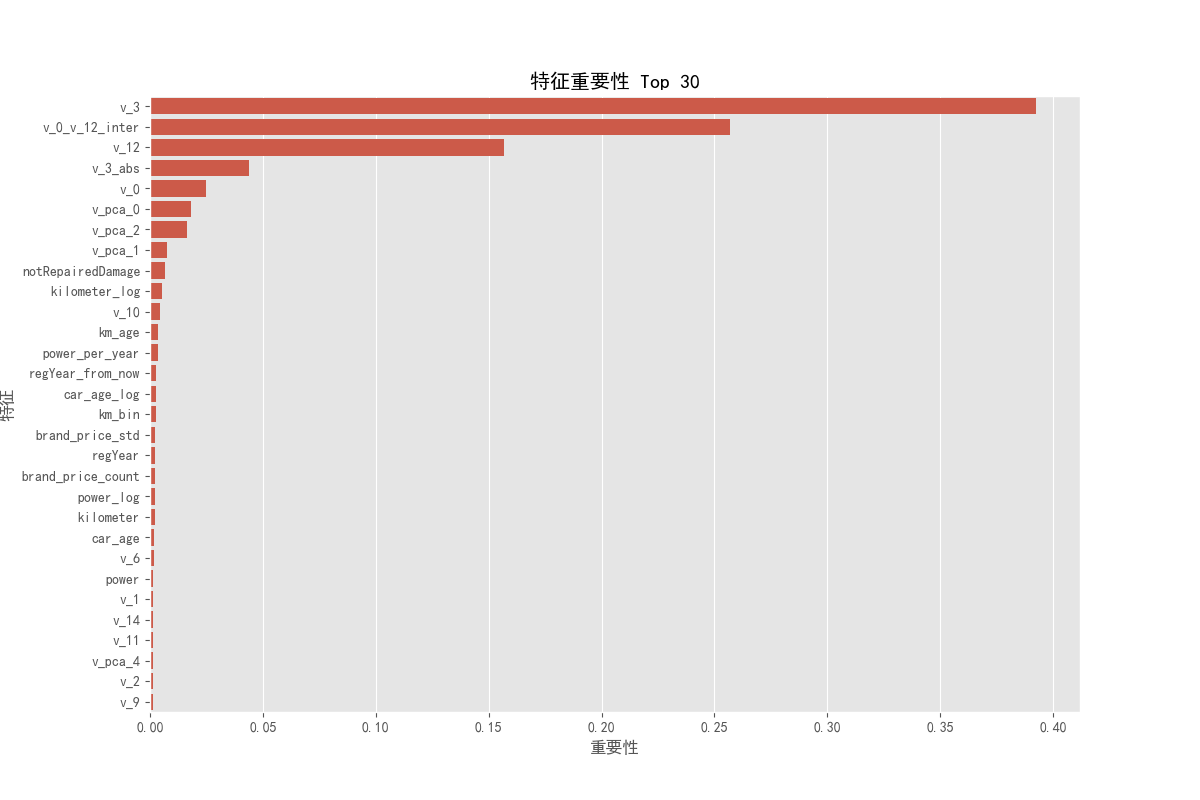 特征重要性 Top 30
v_3
v_0_v_12_inter
v_12
v_3_abs
v_0
v_pca_0
v_pca_2
v_pca_1
notRepairedDamage
kilometer_log
v_10
km_age
power_per_year
regYear_from_now
car_age_log
km_bin
brand_price_std
regYear
brand_price_count
power_log
kilometer
car_age
v_6
power
v_1
v_14
v_11
v_pca_4
v_2
v_9
特征
0.00 0.05 0.10 0.15 0.20 0.25 0.30 0.35 0.40
重要性